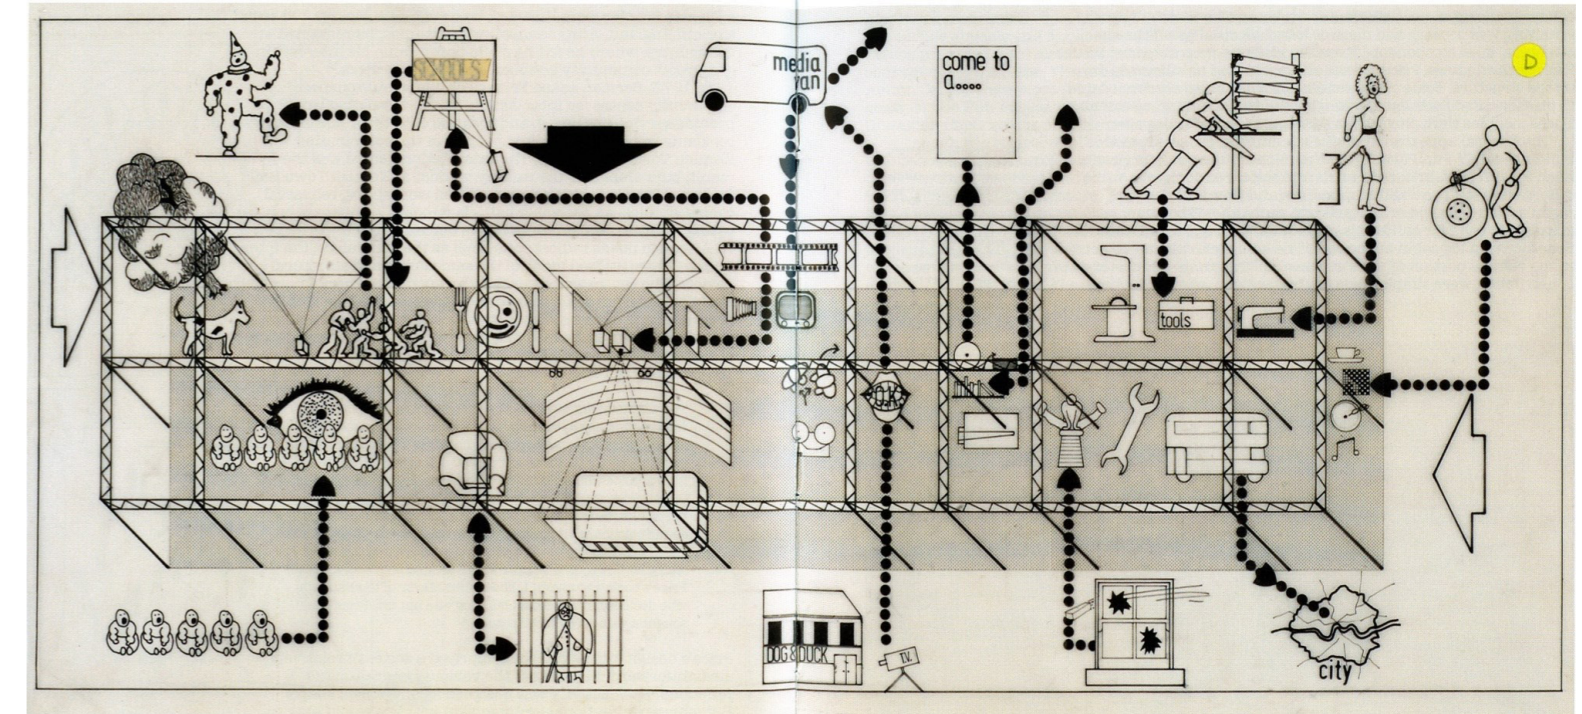 media
van
come to
a....
D
tools
DOG & DUCK
T.V.
city